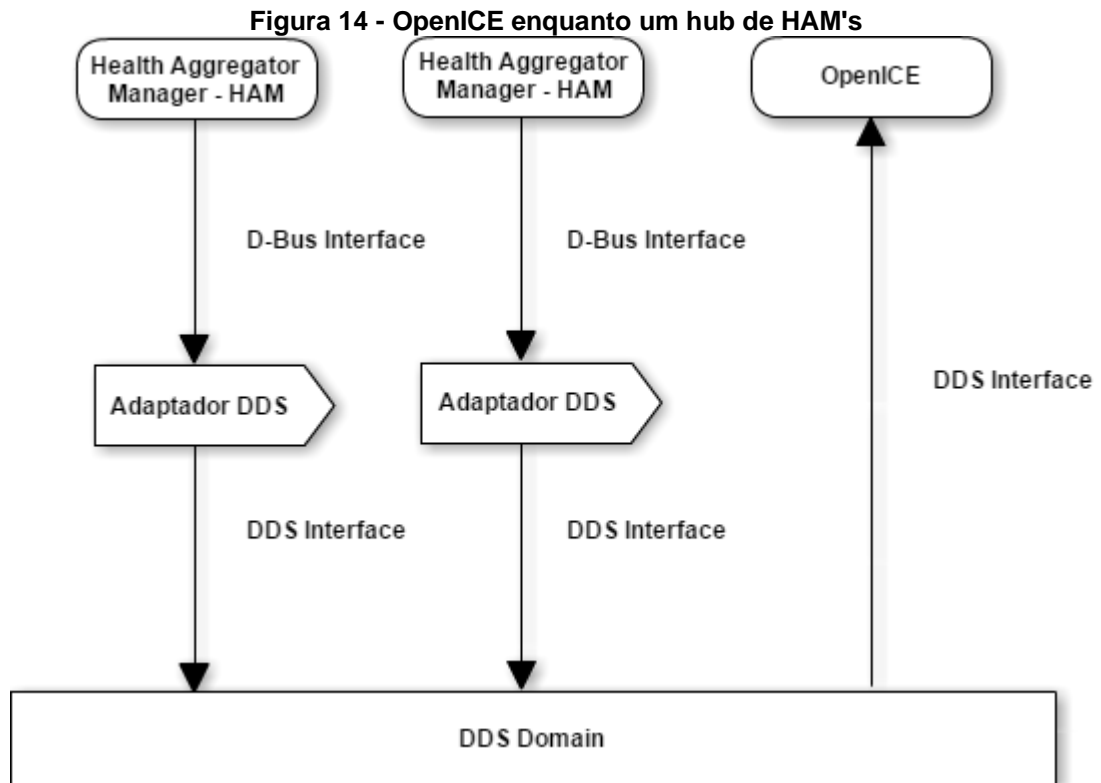 Figura 14 - OpenICE enquanto um hub de HAM's
Health Aggregator
Manager - HAM
Health Aggregator
Manager - HAM
OpenICE
D-Bus Interface
D-Bus Interface
DDS Interface
Adaptador DDS
Adaptador DDS
DDS Interface
DDS Interface
DDS Domain